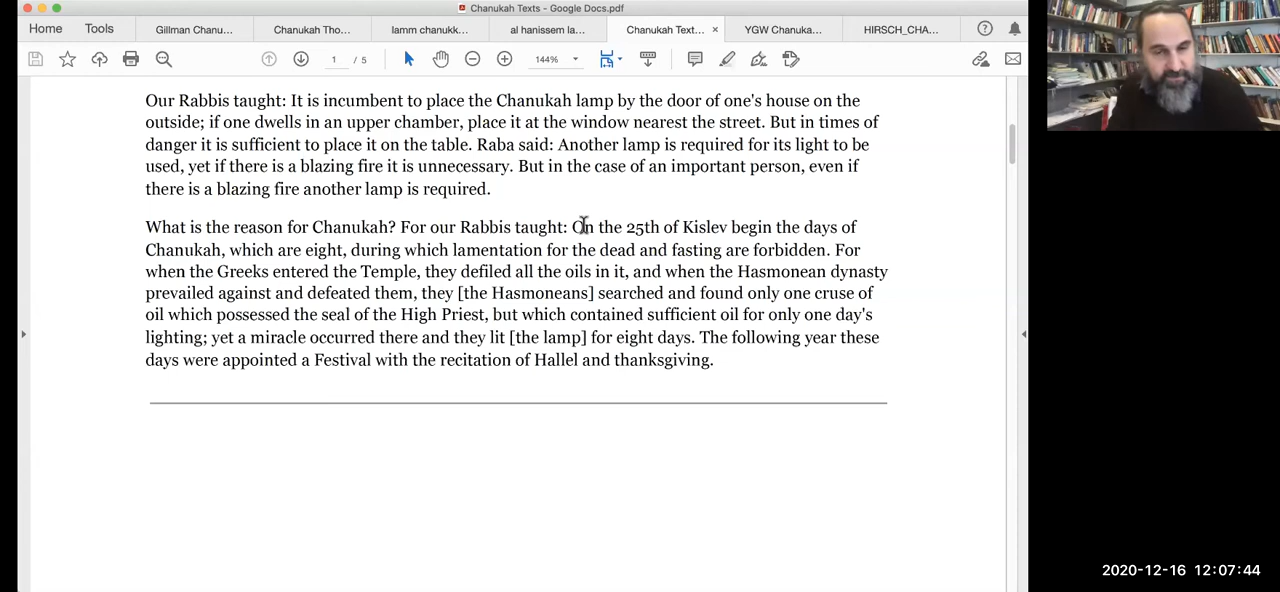 Chanukah Texts - Google Docs.pdf
Home Tools Gillman Chanu... Chanukah Tho... lamm chanukk... al hanissem la... Chanukah Text... × YGW Chanuka... HIRSCH_CHA...
1 / 5 144%
Our Rabbis taught: It is incumbent to place the Chanukah lamp by the door of one's house on the
outside; if one dwells in an upper chamber, place it at the window nearest the street. But in times of
danger it is sufficient to place it on the table. Raba said: Another lamp is required for its light to be
used, yet if there is a blazing fire it is unnecessary. But in the case of an important person, even if
there is a blazing fire another lamp is required.
What is the reason for Chanukah? For our Rabbis taught: On the 25th of Kislev begin the days of
Chanukah, which are eight, during which lamentation for the dead and fasting are forbidden. For
when the Greeks entered the Temple, they defiled all the oils in it, and when the Hasmonean dynasty
prevailed against and defeated them, they [the Hasmoneans] searched and found only one cruse of
oil which possessed the seal of the High Priest, but which contained sufficient oil for only one day's
lighting; yet a miracle occurred there and they lit [the lamp] for eight days. The following year these
days were appointed a Festival with the recitation of Hallel and thanksgiving.
2020-12-16 12:07:44